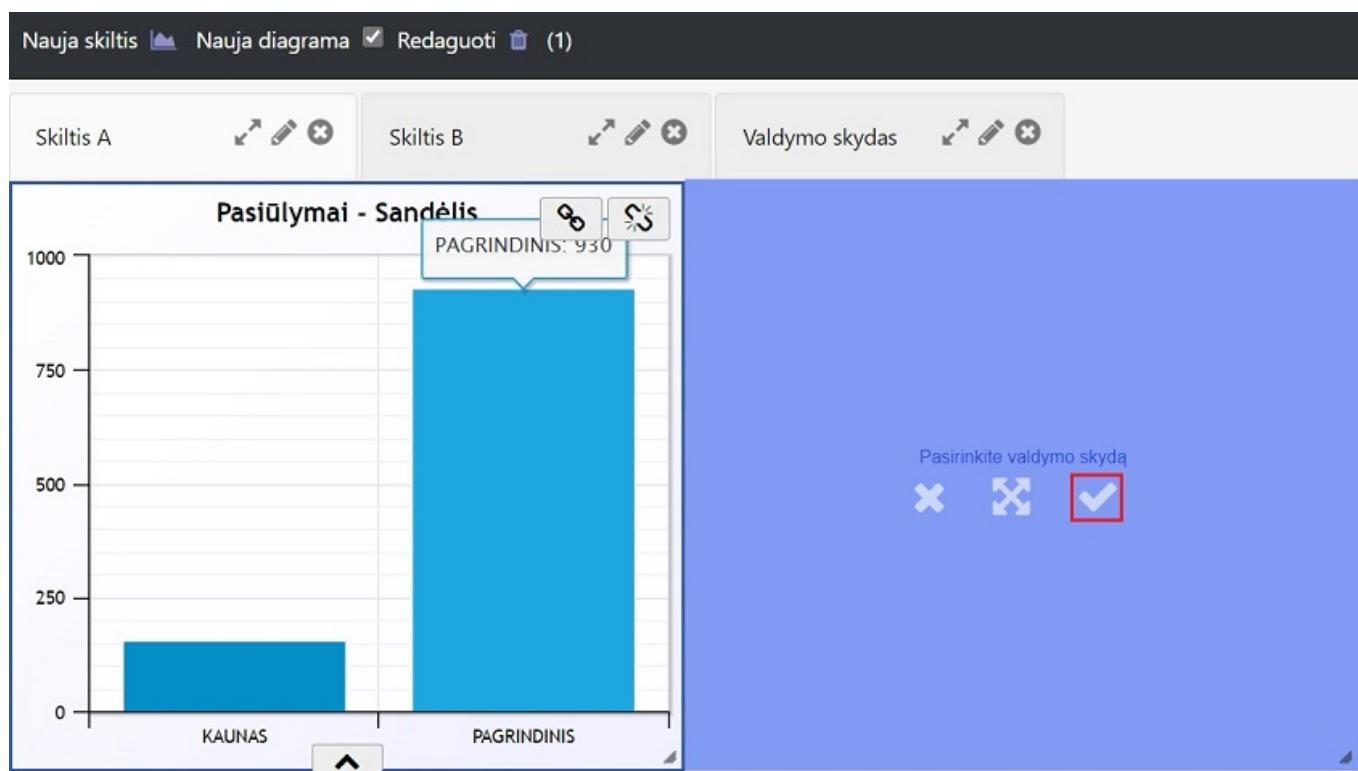 Nauja skiltis Nauja diagrama Redaguoti (1)
Skiltis A Skiltis B Valdymo skydas
Pasiūlymai - Sandėlis
PAGRINDINIS: 930
1000
750
500
250
0
KAUNAS PAGRINDINIS
Pasirinkite valdymo skydą